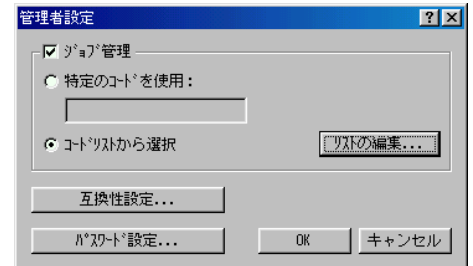 管理者設定
ｼﾞｮﾌﾞ管理
特定のｺｰﾄﾞを使用：
ｺｰﾄﾞﾘｽﾄから選択
ﾘｽﾄの編集...
互換性設定...
ﾊﾟｽﾜｰﾄﾞ設定...
OK
キャンセル